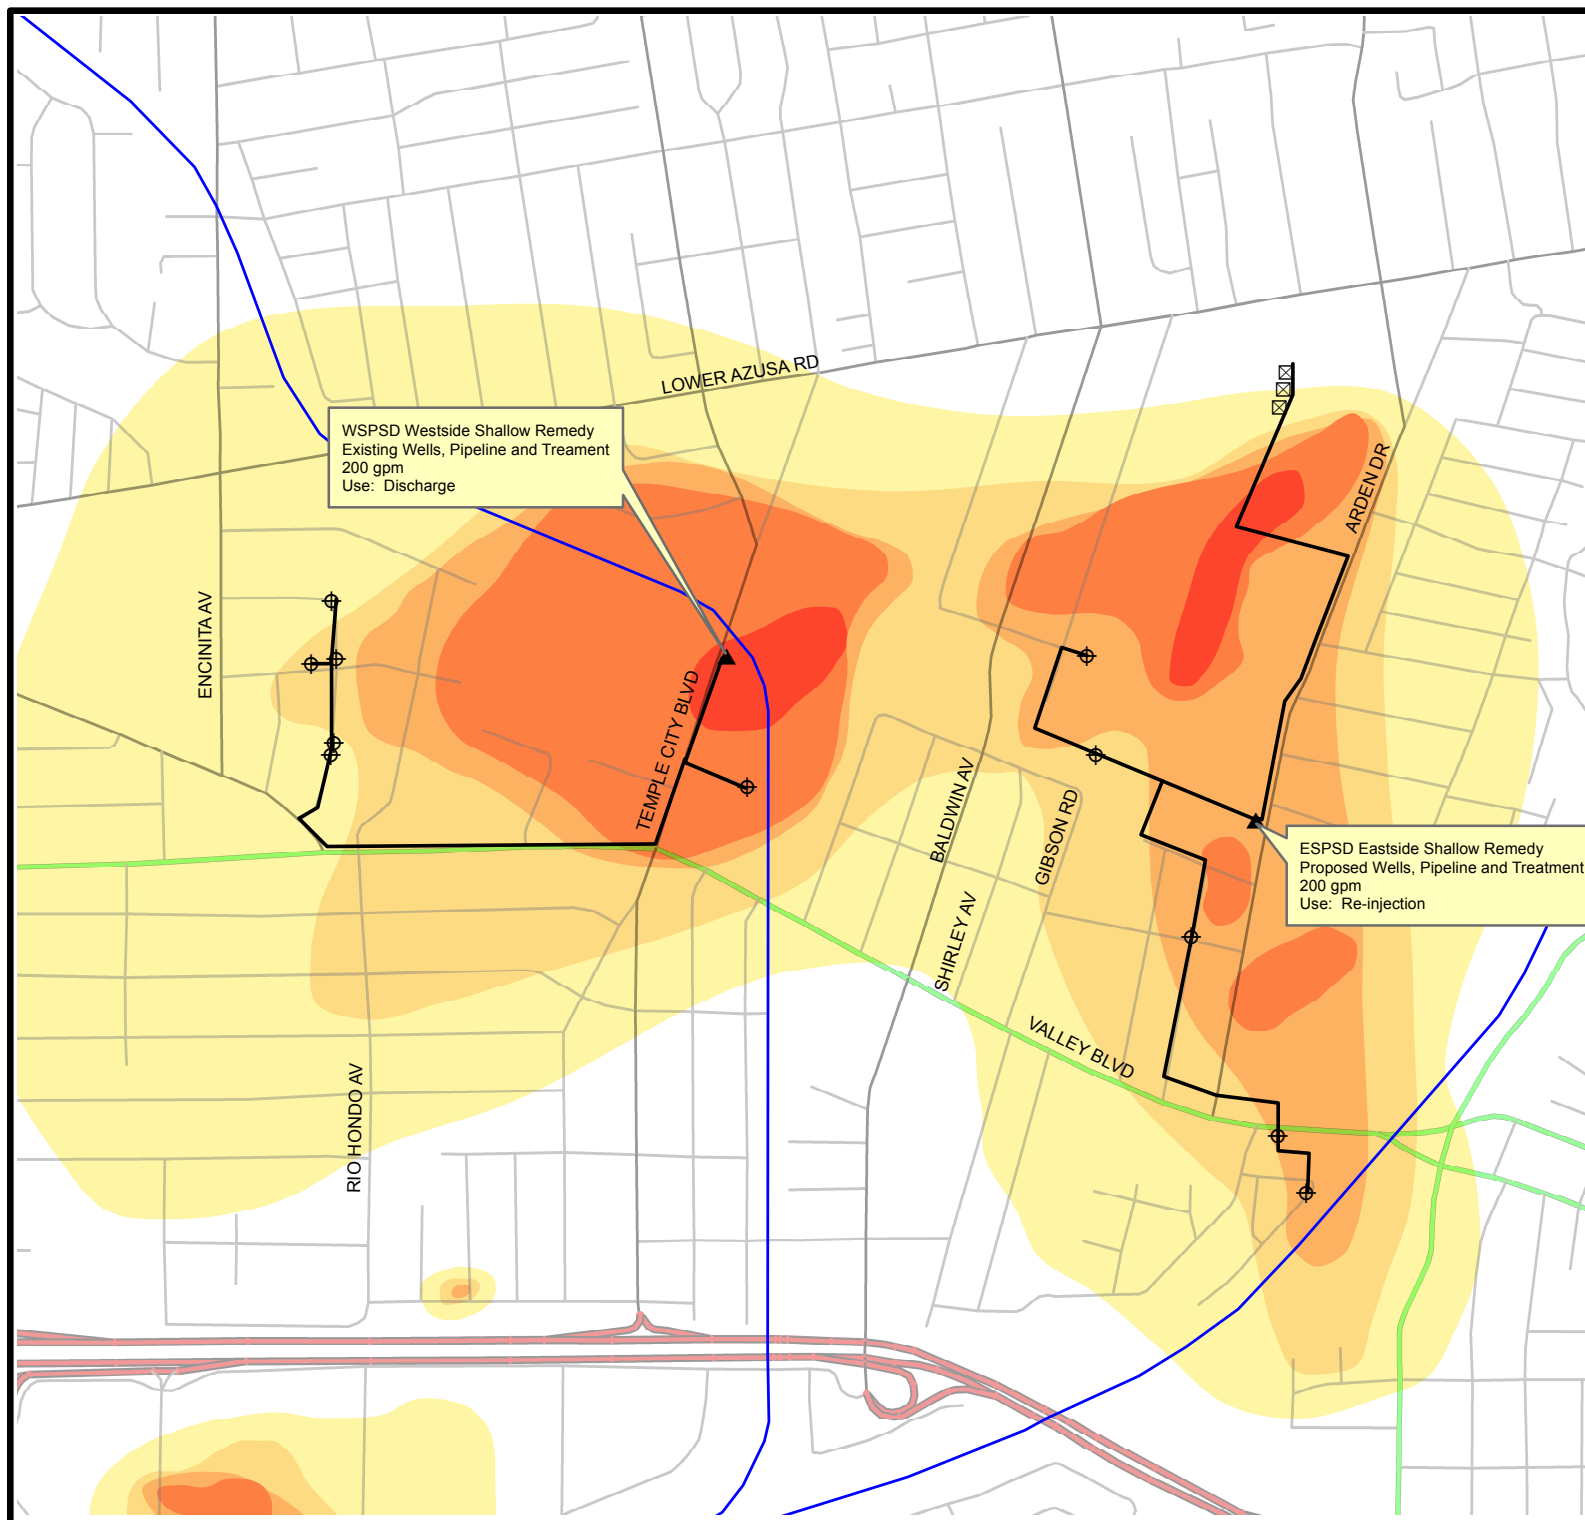 LOWER AZUSA RD
WSPSD Westside Shallow Remedy
Existing Wells, Pipeline and Treament
200 gpm
Use: Discharge
ARDEN DR
ENCINITA AV
TEMPLE CITY BLVD
BALDWIN AV
GIBSON RD
SHIRLEY AV
ESPSD Eastside Shallow Remedy
Proposed Wells, Pipeline and Treatment
200 gpm
Use: Re-injection
VALLEY BLVD
RIO HONDO AV